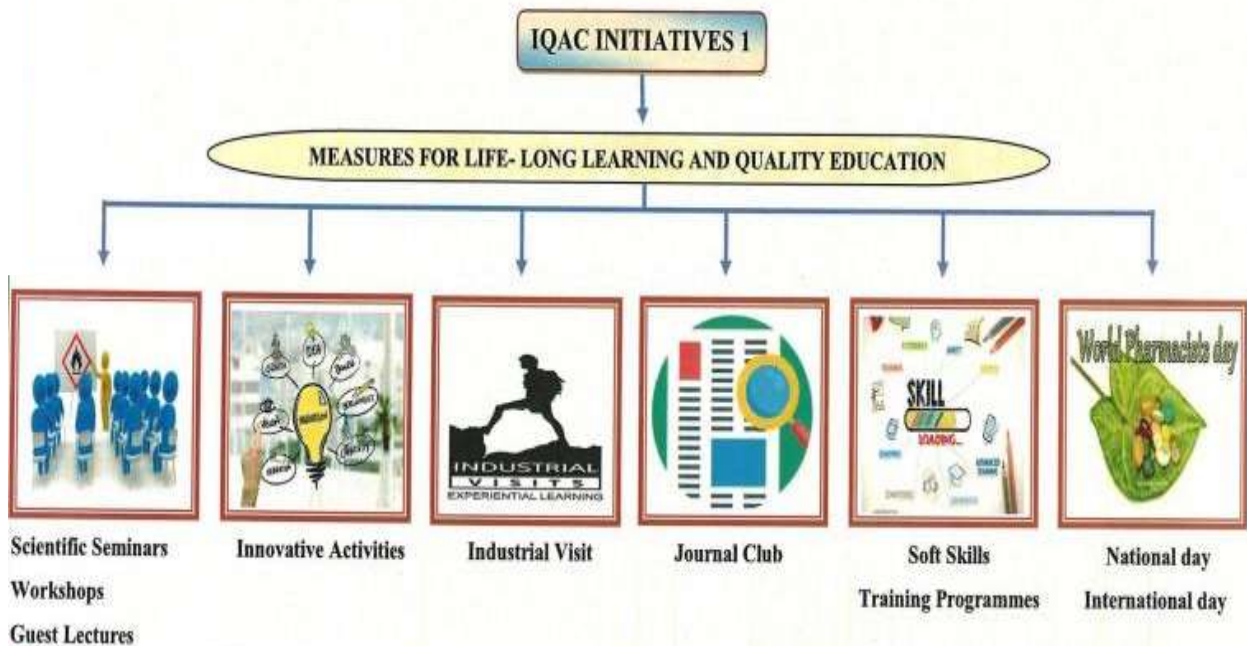 IQAC INITIATIVES 1
MEASURES FOR LIFE- LONG LEARNING AND QUALITY EDUCATION
IDEA
SKILL
LOADING...
World Pharmacists day
INDUSTRIAL
VISITS
EXPERIENTIAL LEARNING
Scientific Seminars
Workshops
Guest Lectures
Innovative Activities
Industrial Visit
Journal Club
Soft Skills
Training Programmes
National day
International day